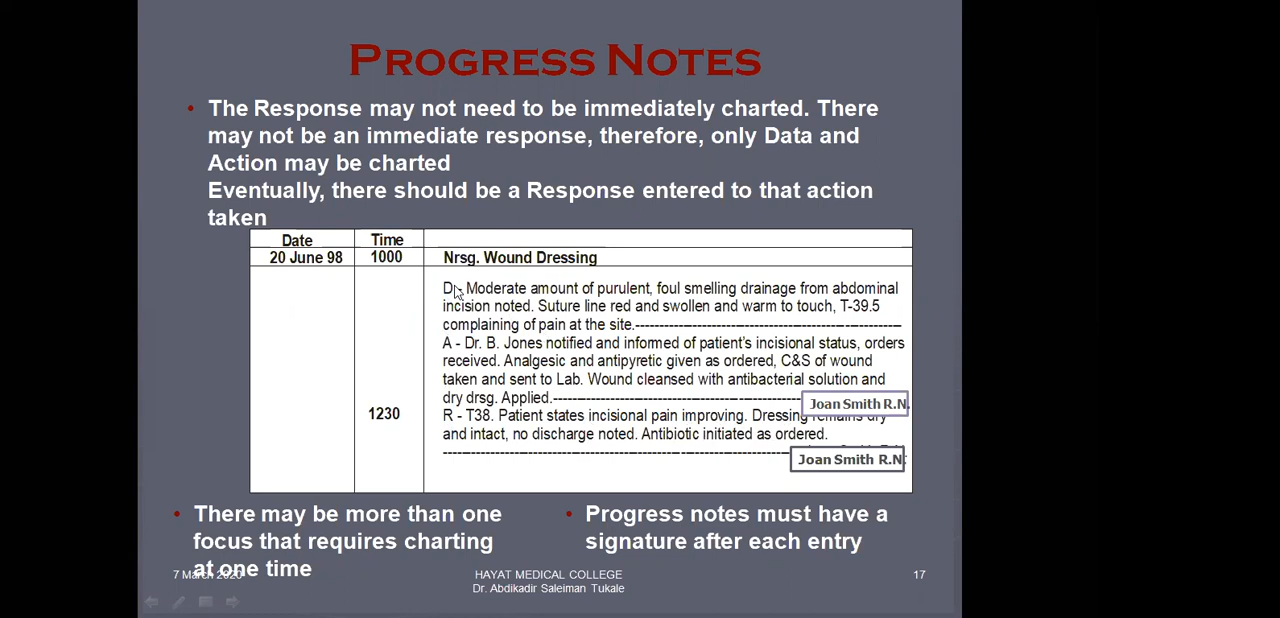 PROGRESS NOTES
• The Response may not need to be immediately charted. There
may not be an immediate response, therefore, only Data and
Action may be charted
Eventually, there should be a Response entered to that action
taken
Date Time
20 June 98 1000 Nrsg. Wound Dressing
D - Moderate amount of purulent, foul smelling drainage from abdominal
incision noted. Suture line red and swollen and warm to touch, T-39.5
complaining of pain at the site.
A - Dr. B. Jones notified and informed of patient's incisional status, orders
received. Analgesic and antipyretic given as ordered, C&S of wound
taken and sent to Lab. Wound cleansed with antibacterial solution and
dry drsg. Applied.
Joan Smith R.N.
1230 R - T38. Patient states incisional pain improving. Dressing remains dry
and intact, no discharge noted. Antibiotic initiated as ordered.
Joan Smith R.N
• There may be more than one
focus that requires charting
at one time
• Progress notes must have a
signature after each entry
7 March 2020
HAYAT MEDICAL COLLEGE
Dr. Abdikadir Saleiman Tukale
17